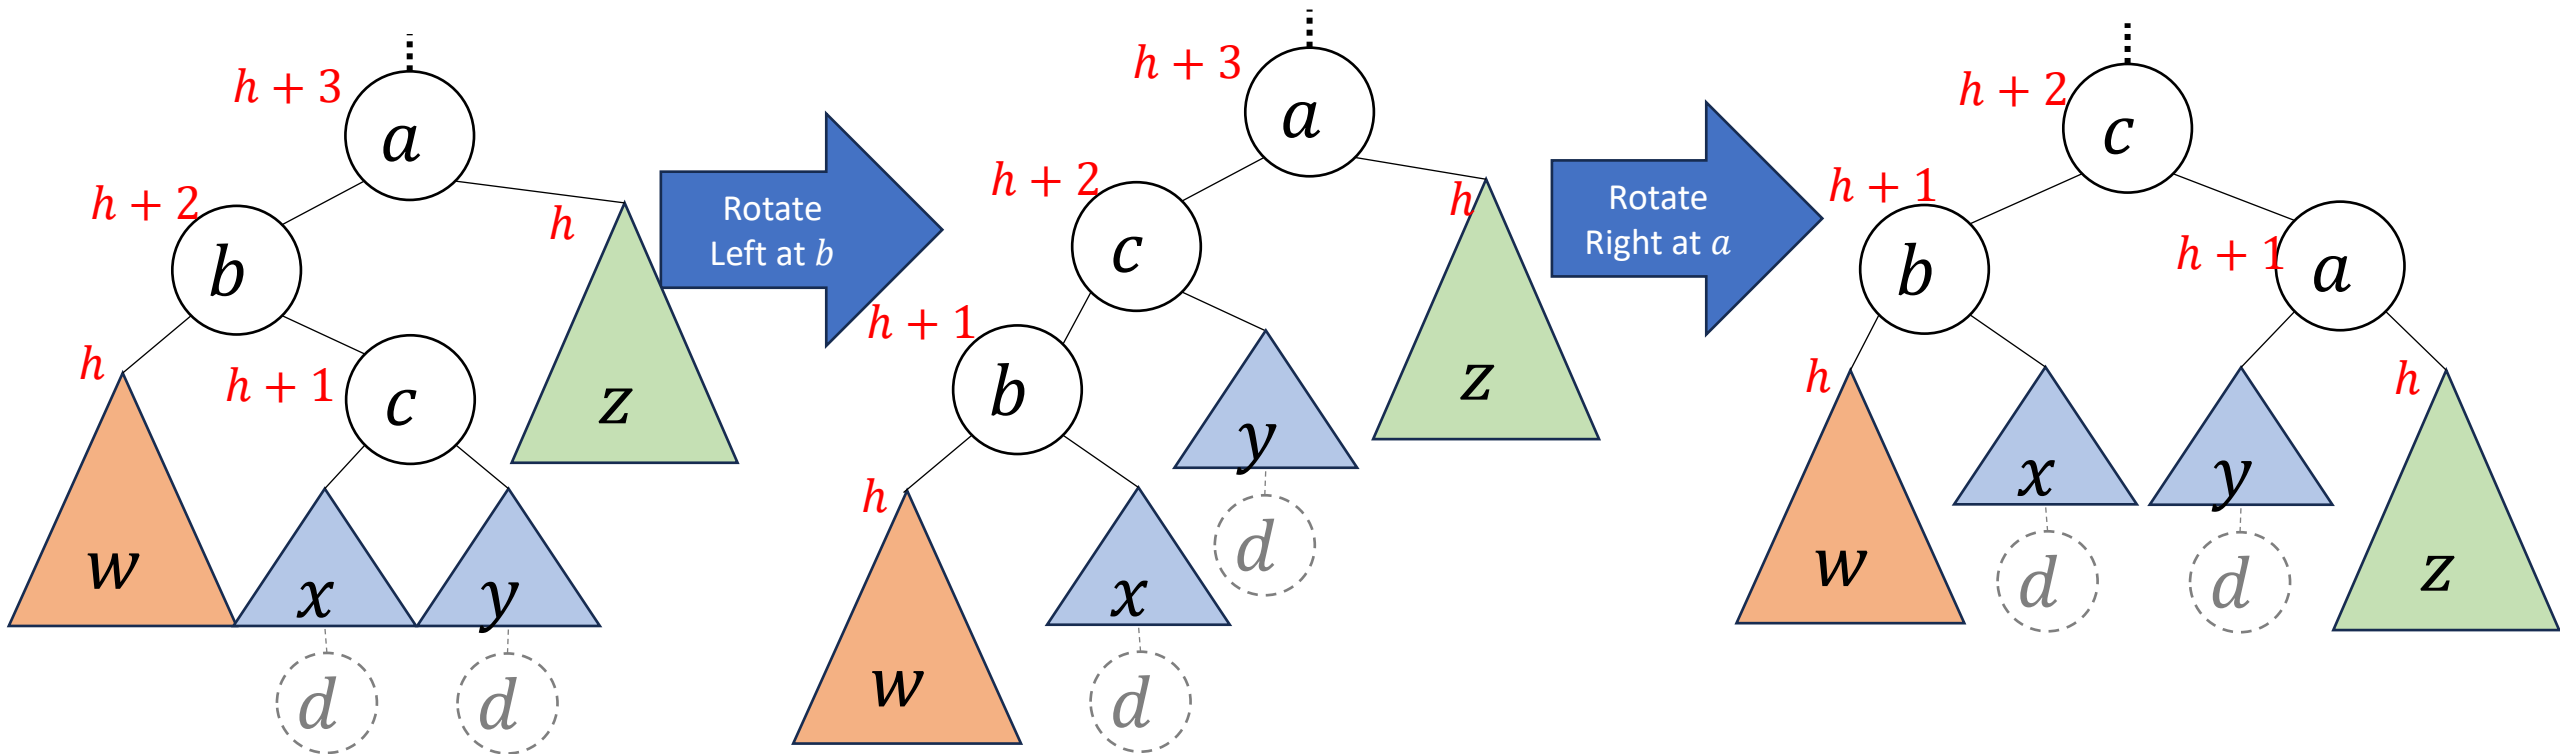 h + 3
a
h + 2
b
h
z
h
h + 1
c
w
x
y
d
d
Rotate
Left at b
h + 3
a
h + 2
c
h
z
h + 1
b
y
d
h
w
x
d
Rotate
Right at a
h + 2
c
h + 1
b
h + 1
a
h
w
x
d
y
d
h
z